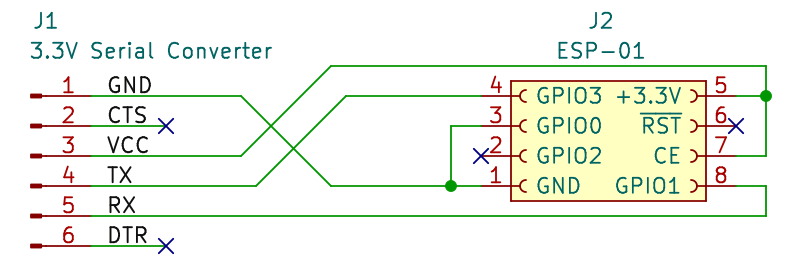 J1
3.3V Serial Converter
1 GND
2 CTS
3 VCC
4 TX
5 RX
6 DTR
J2
ESP-01
4 GPIO3 +3.3V 5
3 GPIO0 RST 6
2 GPIO2 CE 7
1 GND GPIO1 8